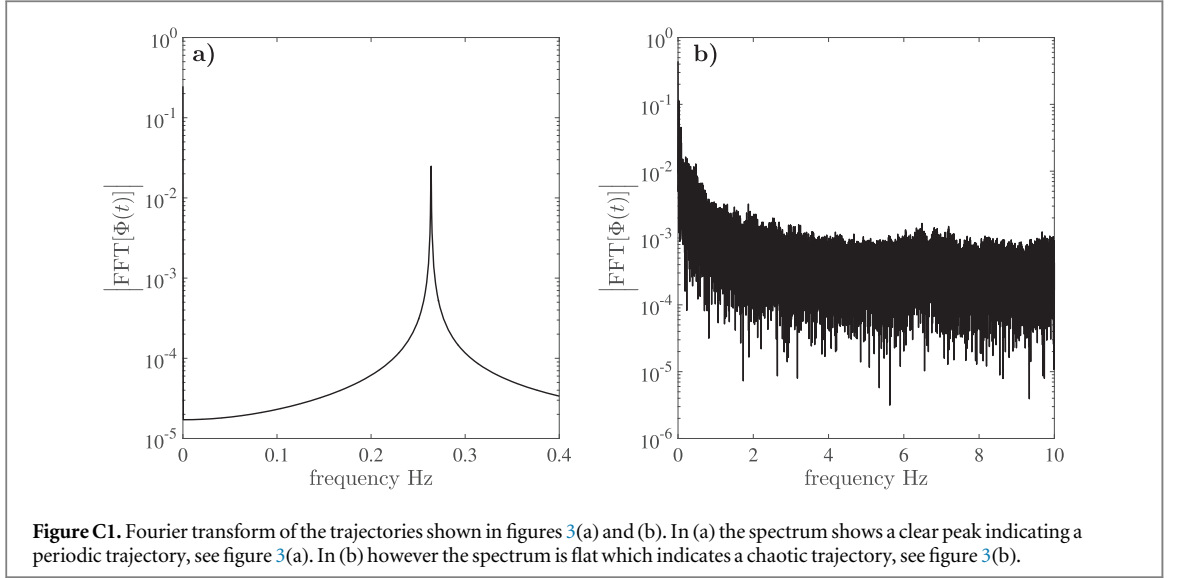 a)
10^0
10^-1
10^-2
10^-3
10^-4
10^-5
|FFT[Φ(t)]|
0 0.1 0.2 0.3 0.4
frequency Hz
b)
10^0
10^-1
10^-2
10^-3
10^-4
10^-5
10^-6
|FFT[Φ(t)]|
0 2 4 6 8 10
frequency Hz
Figure C1. Fourier transform of the trajectories shown in figures 3(a) and (b). In (a) the spectrum shows a clear peak indicating a
periodic trajectory, see figure 3(a). In (b) however the spectrum is flat which indicates a chaotic trajectory, see figure 3(b).